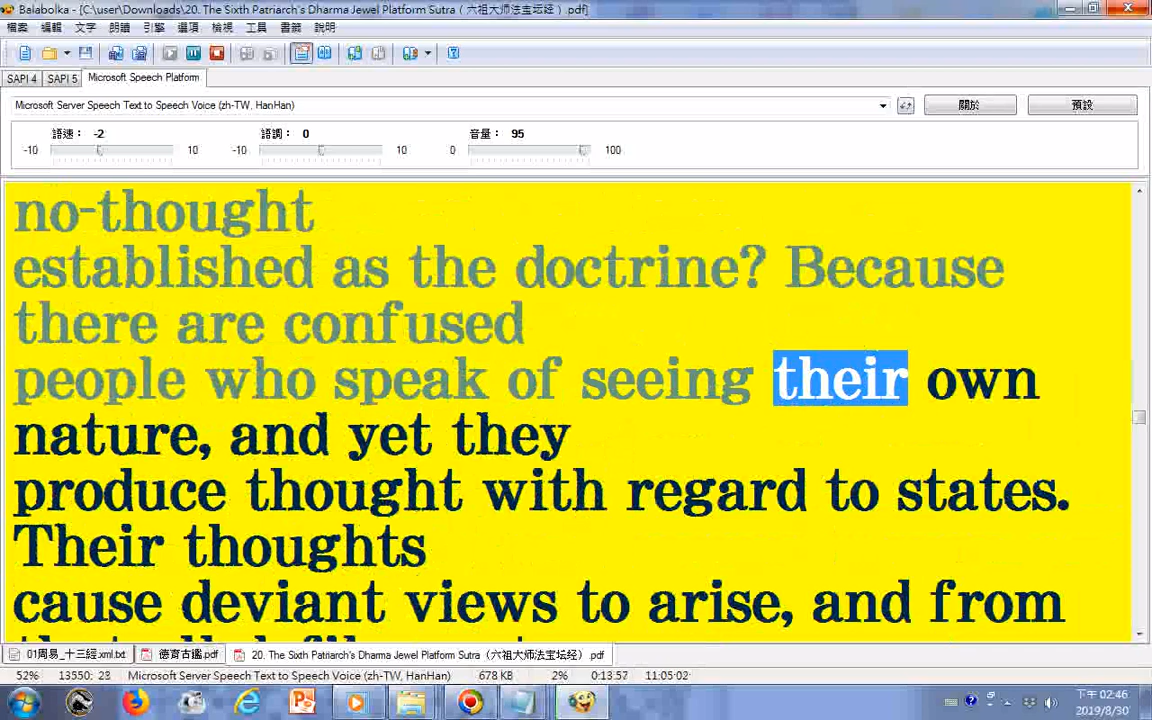 Balabolka - [C:\user\Downloads\20. The Sixth Patriarch's Dharma Jewel Platform Sutra（六祖大师法宝坛经）.pdf]
檔案 編輯 文字 朗讀 引擎 選項 檢視 工具 書籤 說明
SAPI 4 SAPI 5 Microsoft Speech Platform
Microsoft Server Speech Text to Speech Voice (zh-TW, HanHan) 關於 預設
語速： -2 語調： 0 音量： 95
-10 10 -10 10 0 100
no-thought
established as the doctrine? Because
there are confused
people who speak of seeing their own
nature, and yet they
produce thought with regard to states.
Their thoughts
cause deviant views to arise, and from
01周易_十三經.xml.txt 德育古鑑.pdf 20. The Sixth Patriarch's Dharma Jewel Platform Sutra（六祖大师法宝坛经）.pdf
52% 13550: 23 Microsoft Server Speech Text to Speech Voice (zh-TW, HanHan) 678 KB 2% 0:13:57 11:05:02
下午 02:46
2019/8/30